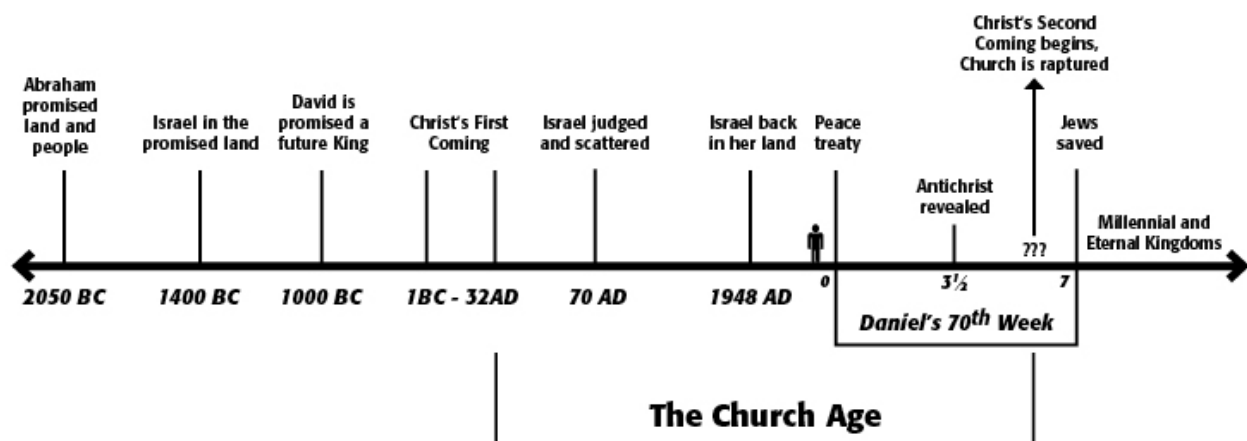 Abraham
promised
land and
people
Israel in the
promised land
David is
promised a
future King
Christ's First
Coming
Israel judged
and scattered
Israel back
in her land
Peace
treaty
Antichrist
revealed
Christ's Second
Coming begins,
Church is raptured
???
Jews
saved
Millennial and
Eternal Kingdoms
2050 BC
1400 BC
1000 BC
1BC - 32AD
70 AD
1948 AD
0
3½
7
Daniel's 70th Week
The Church Age